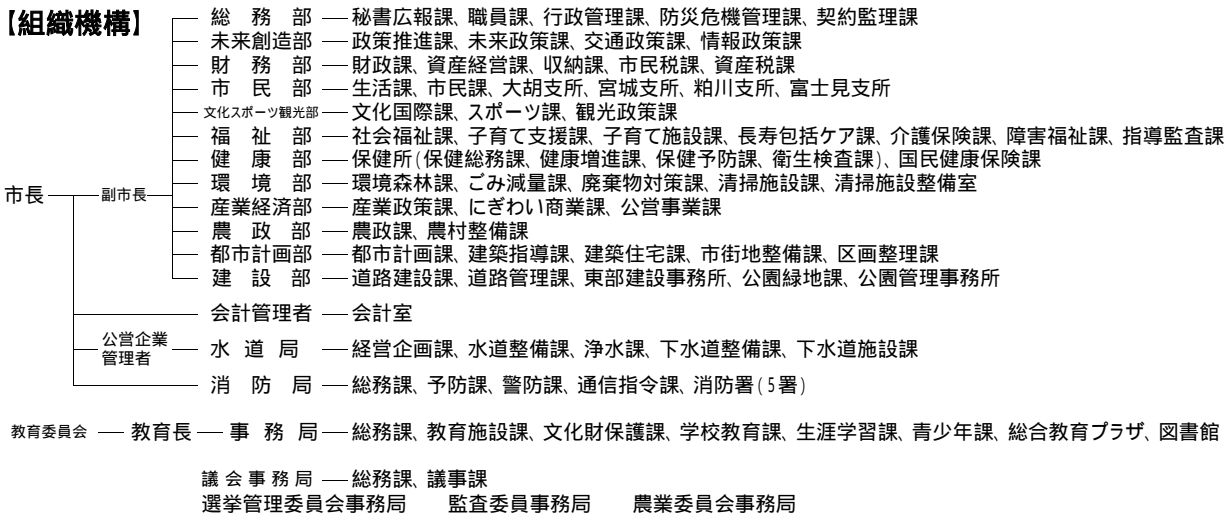 【組織機構】
総務部 秘書広報課、職員課、行政管理課、防災危機管理課、契約監理課
未来創造部 政策推進課、未来政策課、交通政策課、情報政策課
財務部 財政課、資産経営課、収納課、市民税課、資産税課
市民部 生活課、市民課、大胡支所、宮城支所、粕川支所、富士見支所
文化スポーツ観光部 文化国際課、スポーツ課、観光政策課
福祉部 社会福祉課、子育て支援課、子育て施設課、長寿包括ケア課、介護保険課、障害福祉課、指導監査課
健康部 保健所(保健総務課、健康増進課、保健予防課、衛生検査課)、国民健康保険課
市長 副市長 環境部 環境森林課、ごみ減量課、廃棄物対策課、清掃施設課、清掃施設整備室
産業経済部 産業政策課、にぎわい商業課、公営事業課
農政部 農政課、農村整備課
都市計画部 都市計画課、建築指導課、建築住宅課、市街地整備課、区画整理課
建設部 道路建設課、道路管理課、東部建設事務所、公園緑地課、公園管理事務所
会計管理者 会計室
公営企業管理者 水道局 経営企画課、水道整備課、浄水課、下水道整備課、下水道施設課
消防局 総務課、予防課、警防課、通信指令課、消防署(5署)
教育委員会 教育長 事務局 総務課、教育施設課、文化財保護課、学校教育課、生涯学習課、青少年課、総合教育プラザ、図書館
議会事務局 総務課、議事課
選挙管理委員会事務局 監査委員事務局 農業委員会事務局